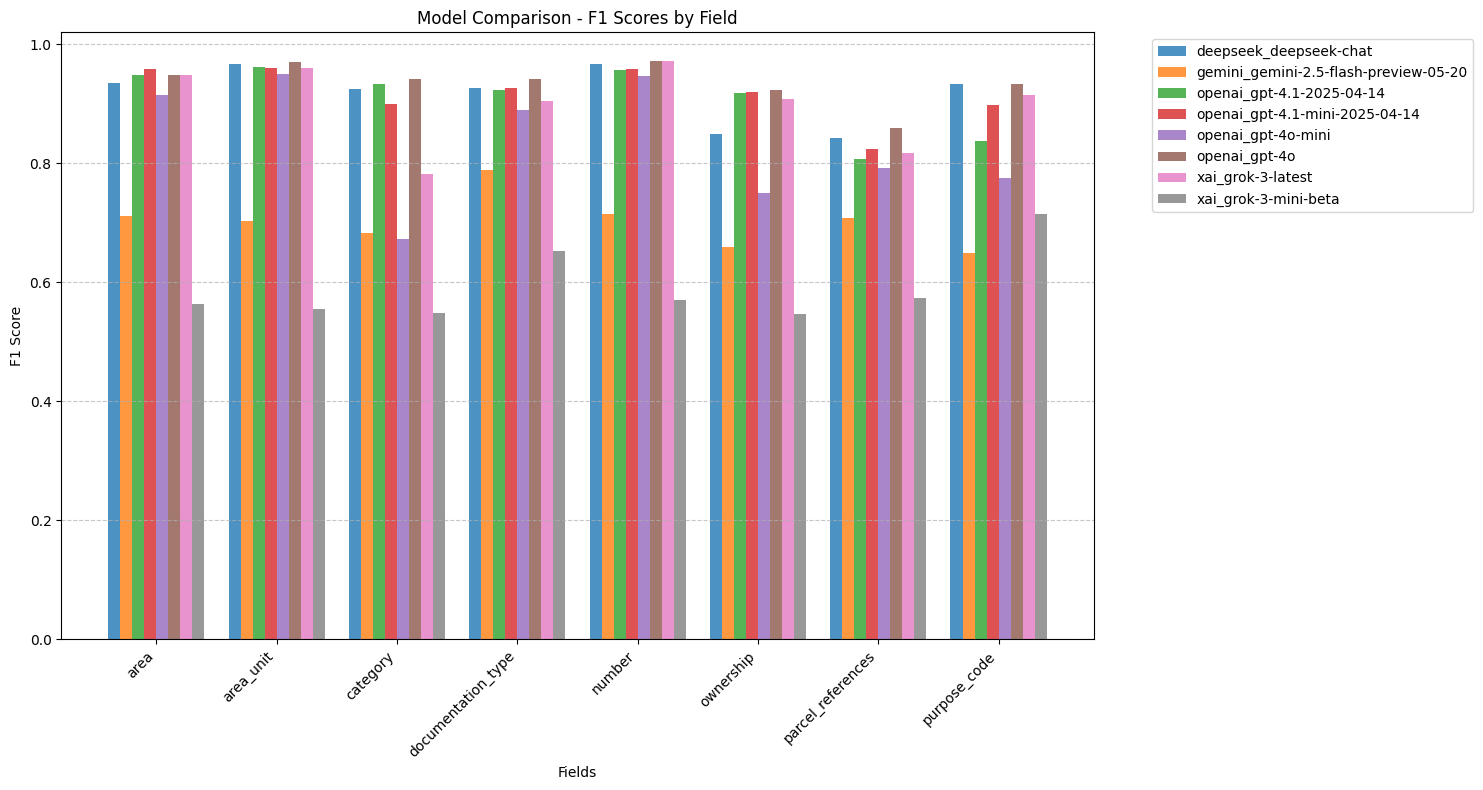 Model Comparison - F1 Scores by Field
1.0
0.8
0.6
0.4
0.2
0.0
F1 Score
area
area_unit
category
documentation_type
number
ownership
parcel_references
purpose_code
Fields
deepseek_deepseek-chat
gemini_gemini-2.5-flash-preview-05-20
openai_gpt-4.1-2025-04-14
openai_gpt-4.1-mini-2025-04-14
openai_gpt-4o-mini
openai_gpt-4o
xai_grok-3-latest
xai_grok-3-mini-beta